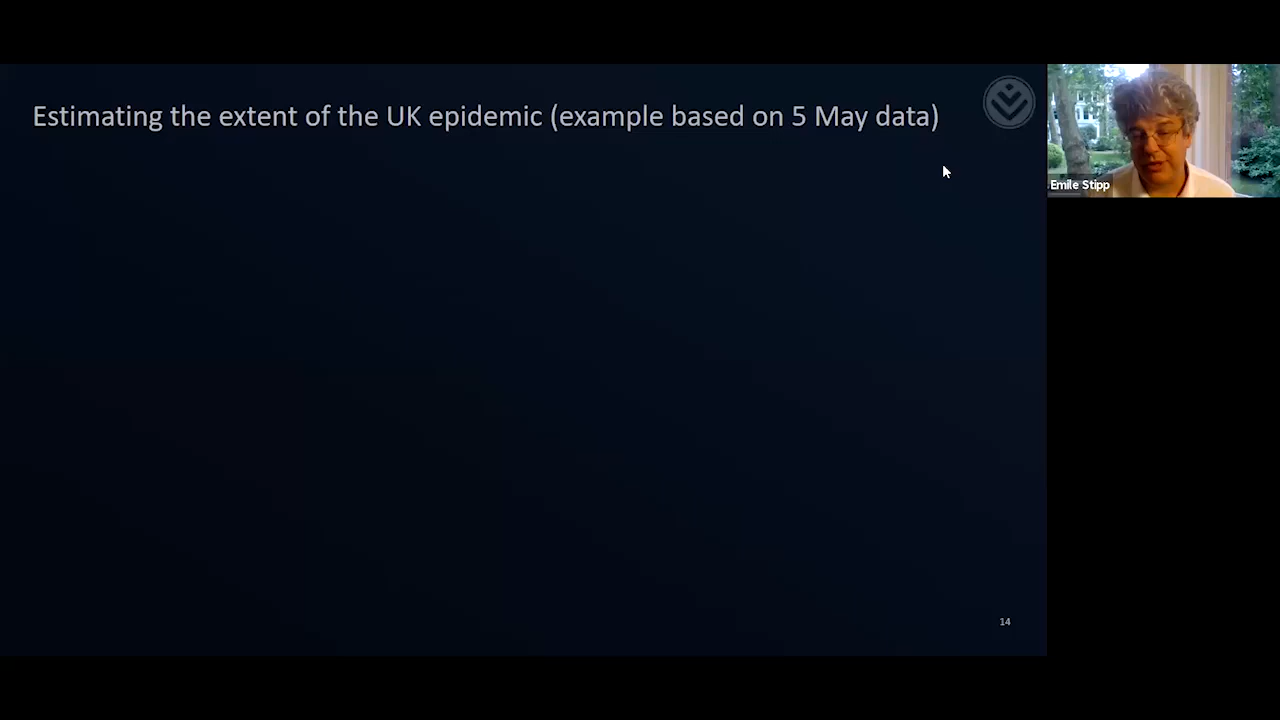 Estimating the extent of the UK epidemic (example based on 5 May data)
Emile Stipp
14